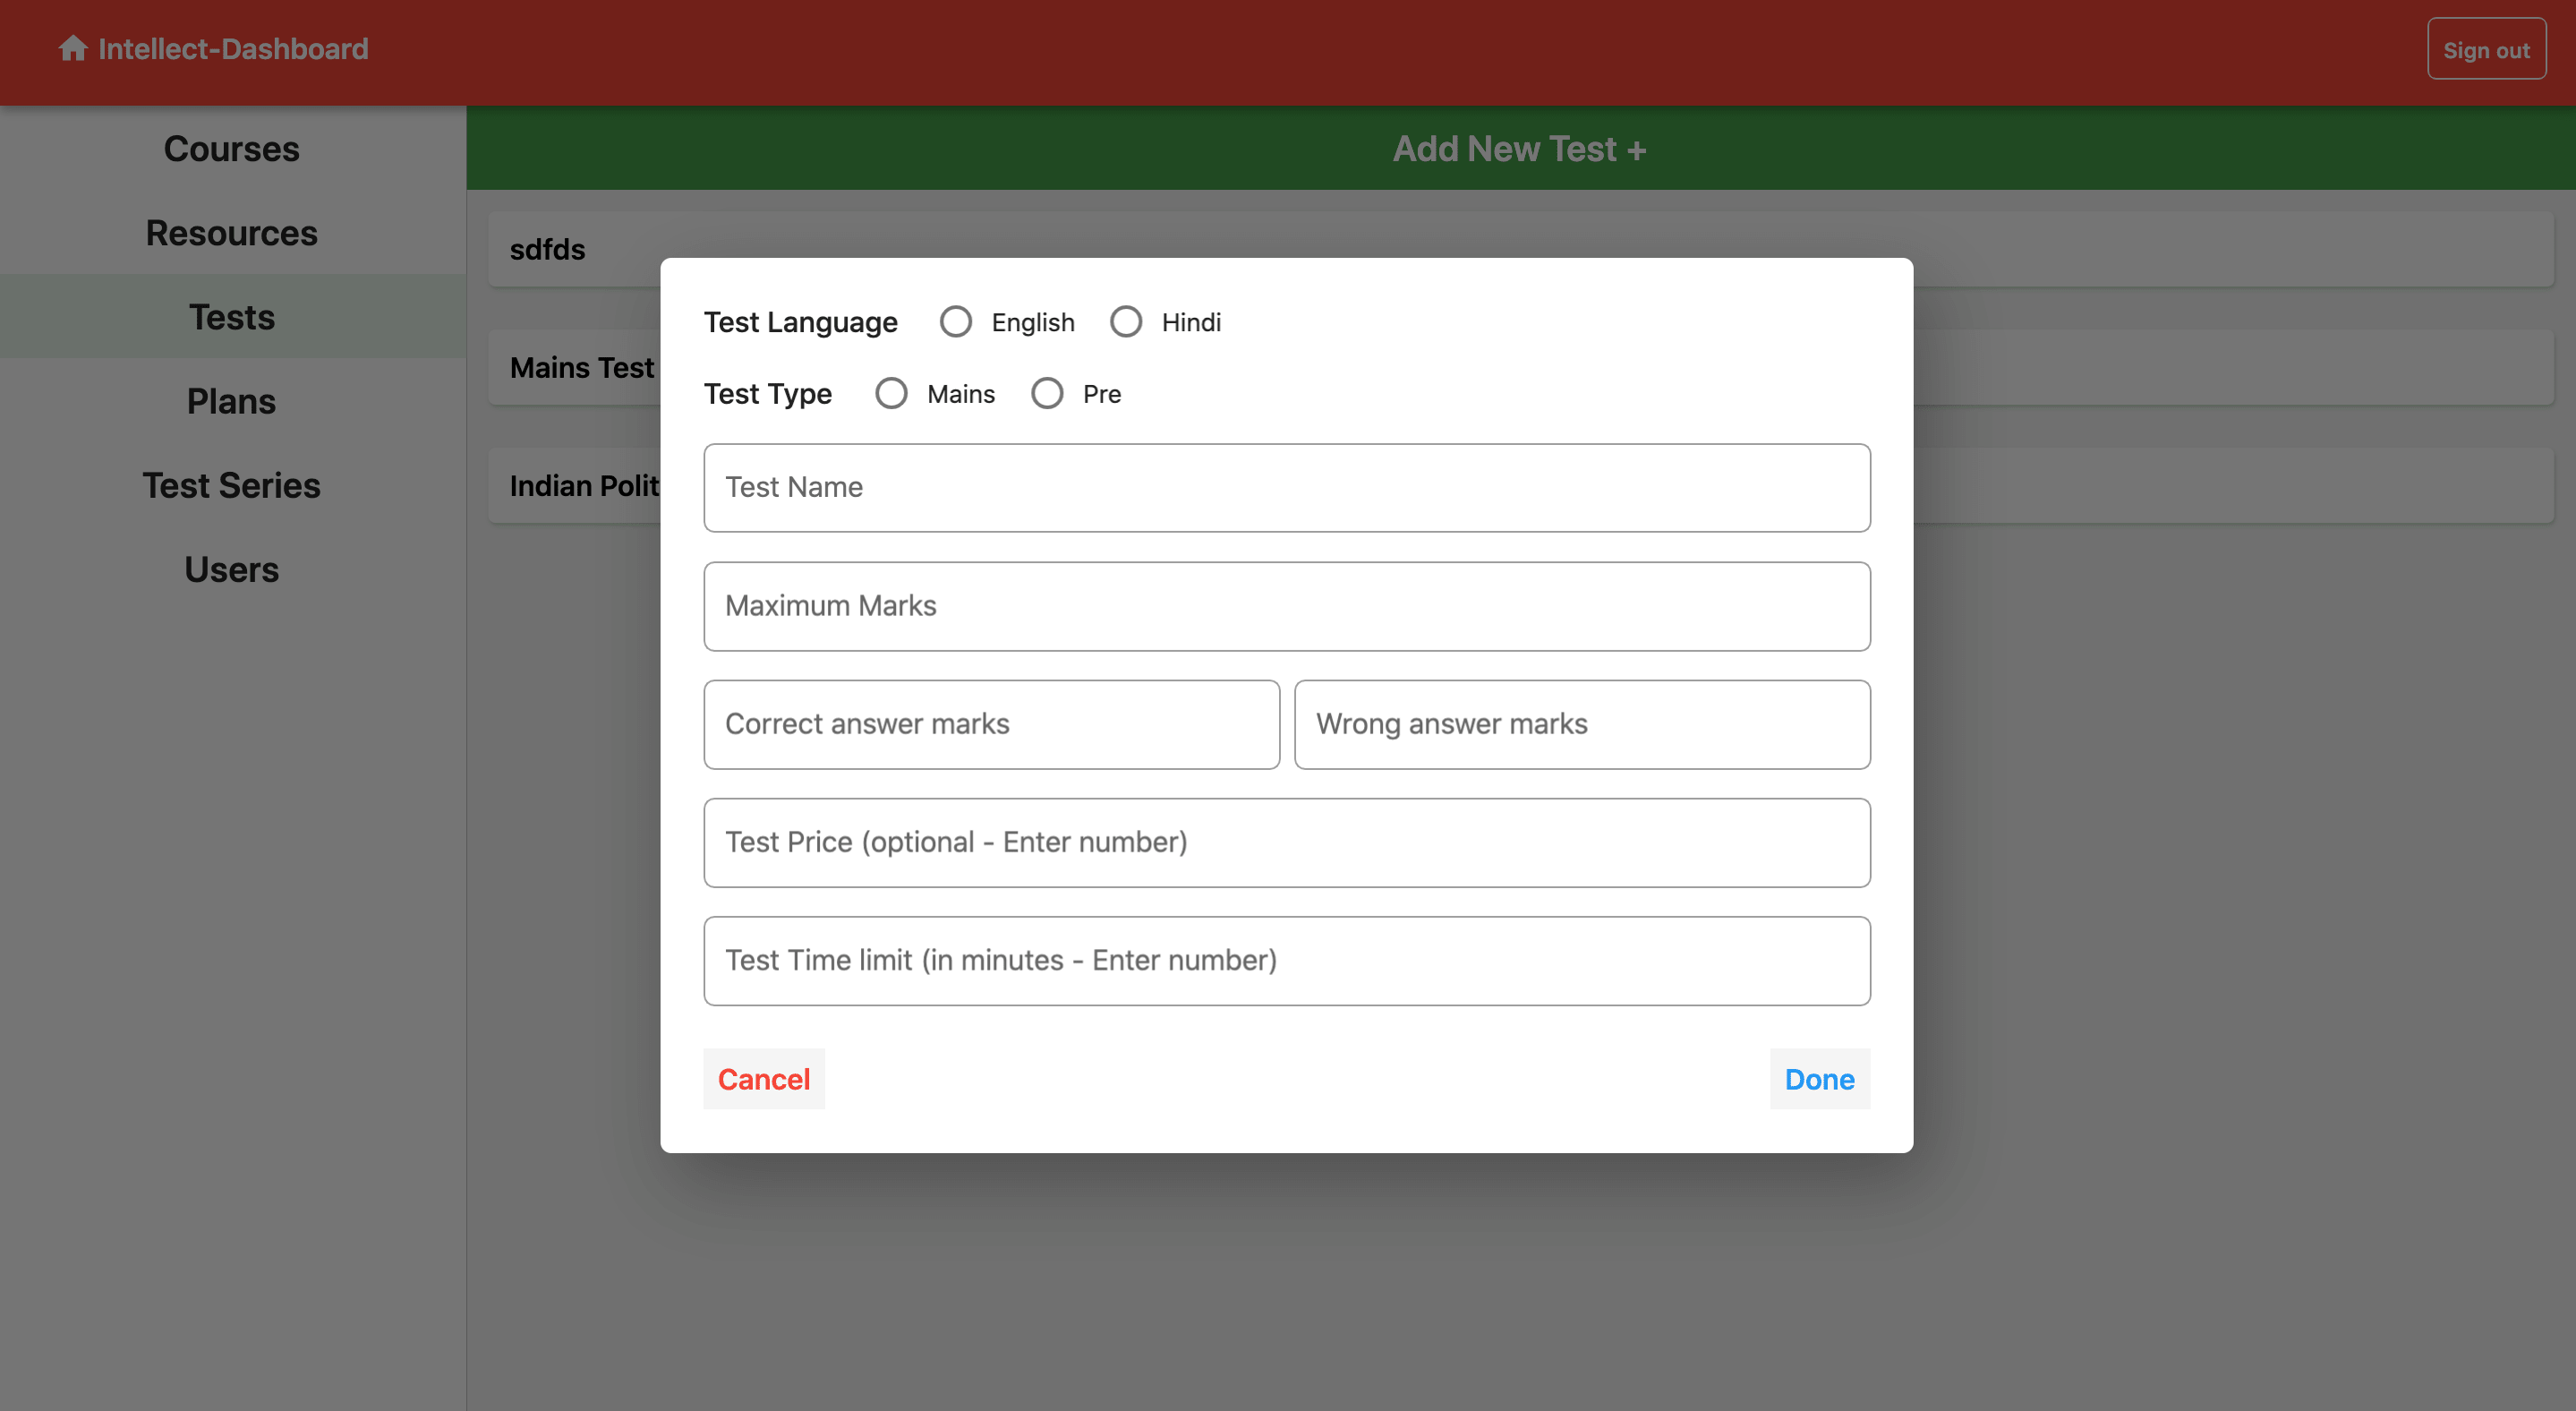 Intellect-Dashboard
Sign out
Courses
Resources
Tests
Plans
Test Series
Users
Add New Test +
sdfds
Mains Test
Indian Polit
Test Language English Hindi
Test Type Mains Pre
Test Name
Maximum Marks
Correct answer marks Wrong answer marks
Test Price (optional - Enter number)
Test Time limit (in minutes - Enter number)
Cancel Done